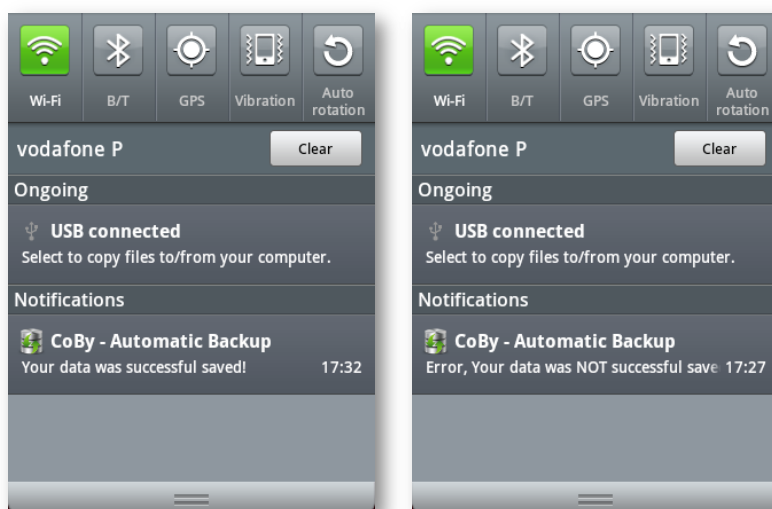 Wi-Fi B/T GPS Vibration Auto rotation
vodafone P Clear
Ongoing
USB connected
Select to copy files to/from your computer.
Notifications
CoBy - Automatic Backup
Your data was successful saved! 17:32
Wi-Fi B/T GPS Vibration Auto rotation
vodafone P Clear
Ongoing
USB connected
Select to copy files to/from your computer.
Notifications
CoBy - Automatic Backup
Error, Your data was NOT successful save 17:27